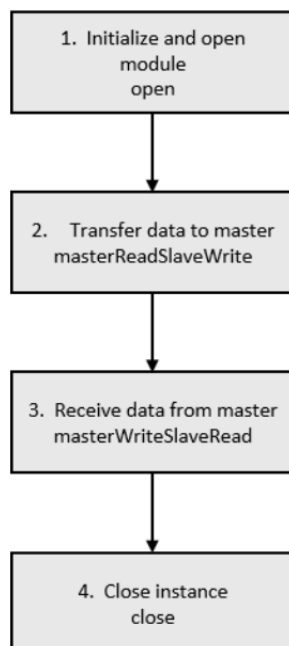 1. Initialize and open
module
open
2. Transfer data to master
masterReadSlaveWrite
3. Receive data from master
masterWriteSlaveRead
4. Close instance
close